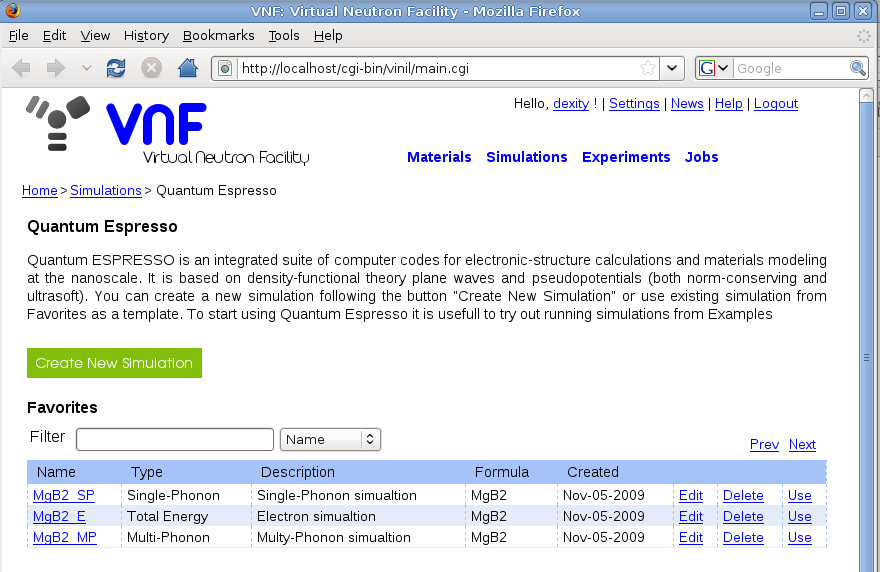 VNF: Virtual Neutron Facility - Mozilla Firefox
File Edit View History Bookmarks Tools Help
http://localhost/cgi-bin/vinil/main.cgi
G Google
Hello, dexity ! | Settings | News | Help | Logout
VNF
Virtual Neutron Facility
Materials Simulations Experiments Jobs
Home > Simulations > Quantum Espresso
Quantum Espresso
Quantum ESPRESSO is an integrated suite of computer codes for electronic-structure calculations and materials modeling
at the nanoscale. It is based on density-functional theory plane waves and pseudopotentials (both norm-conserving and
ultrasoft). You can create a new simulation following the button "Create New Simulation" or use existing simulation from
Favorites as a template. To start using Quantum Espresso it is usefull to try out running simulations from Examples
Create New Simulation
Favorites
Filter Name
Prev Next
Name Type Description Formula Created
MgB2_SP Single-Phonon Single-Phonon simualtion MgB2 Nov-05-2009 Edit Delete Use
MgB2_E Total Energy Electron simualtion MgB2 Nov-05-2009 Edit Delete Use
MgB2_MP Multi-Phonon Multy-Phonon simualtion MgB2 Nov-05-2009 Edit Delete Use